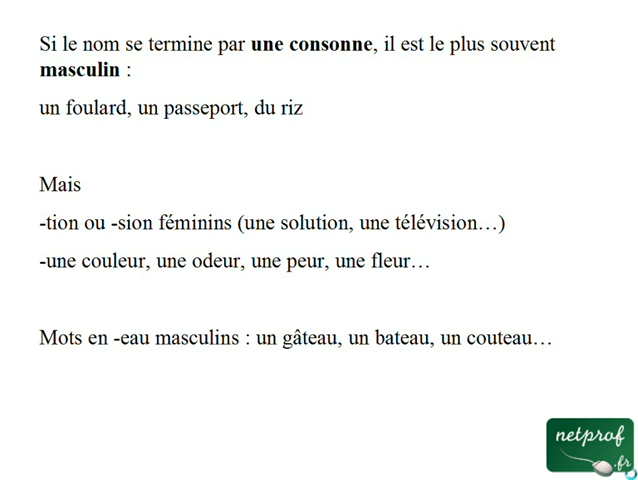 Si le nom se termine par une consonne, il est le plus souvent
masculin :
un foulard, un passeport, du riz
Mais
-tion ou -sion féminins (une solution, une télévision…)
-une couleur, une odeur, une peur, une fleur…
Mots en -eau masculins : un gâteau, un bateau, un couteau…
netprof
.fr